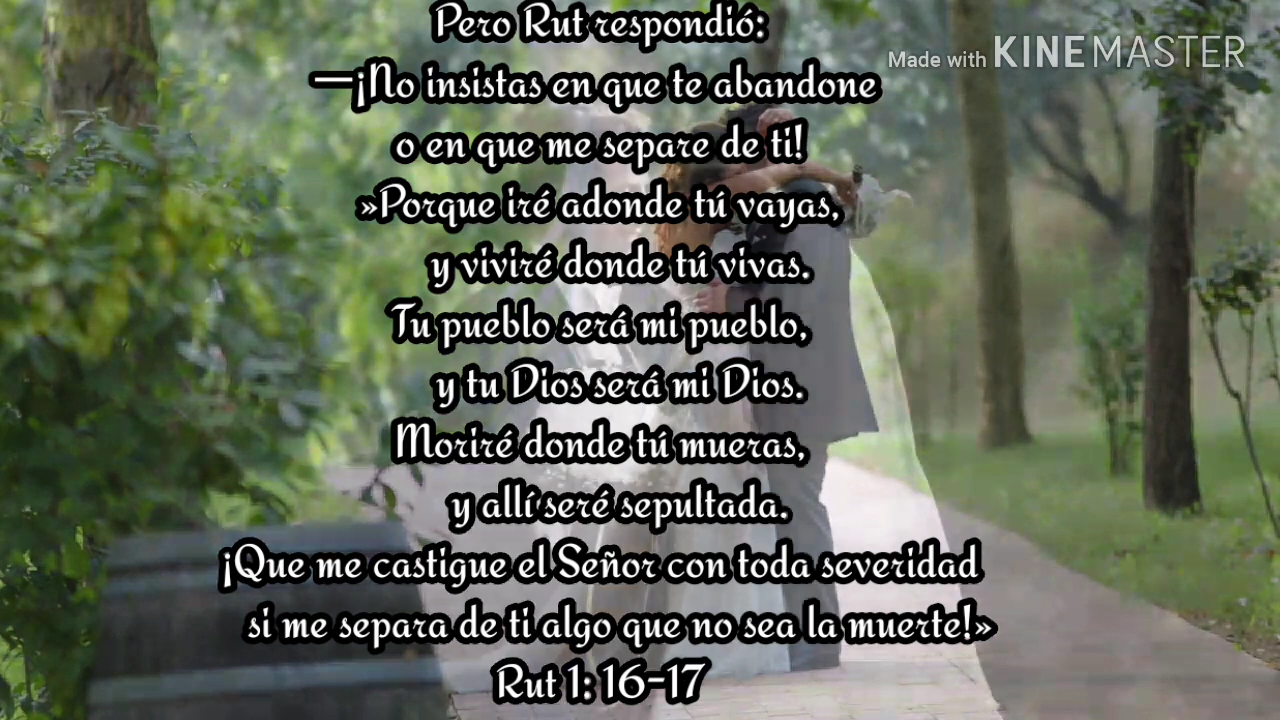 Pero Rut respondió:
Made with KINEMASTER
—¡No insistas en que te abandone
o en que me separe de ti!
»Porque iré adonde tú vayas,
y viviré donde tú vivas.
Tu pueblo será mi pueblo,
y tu Dios será mi Dios.
Moriré donde tú mueras,
y allí seré sepultada.
¡Que me castigue el Señor con toda severidad
si me separa de ti algo que no sea la muerte!»
Rut 1: 16-17